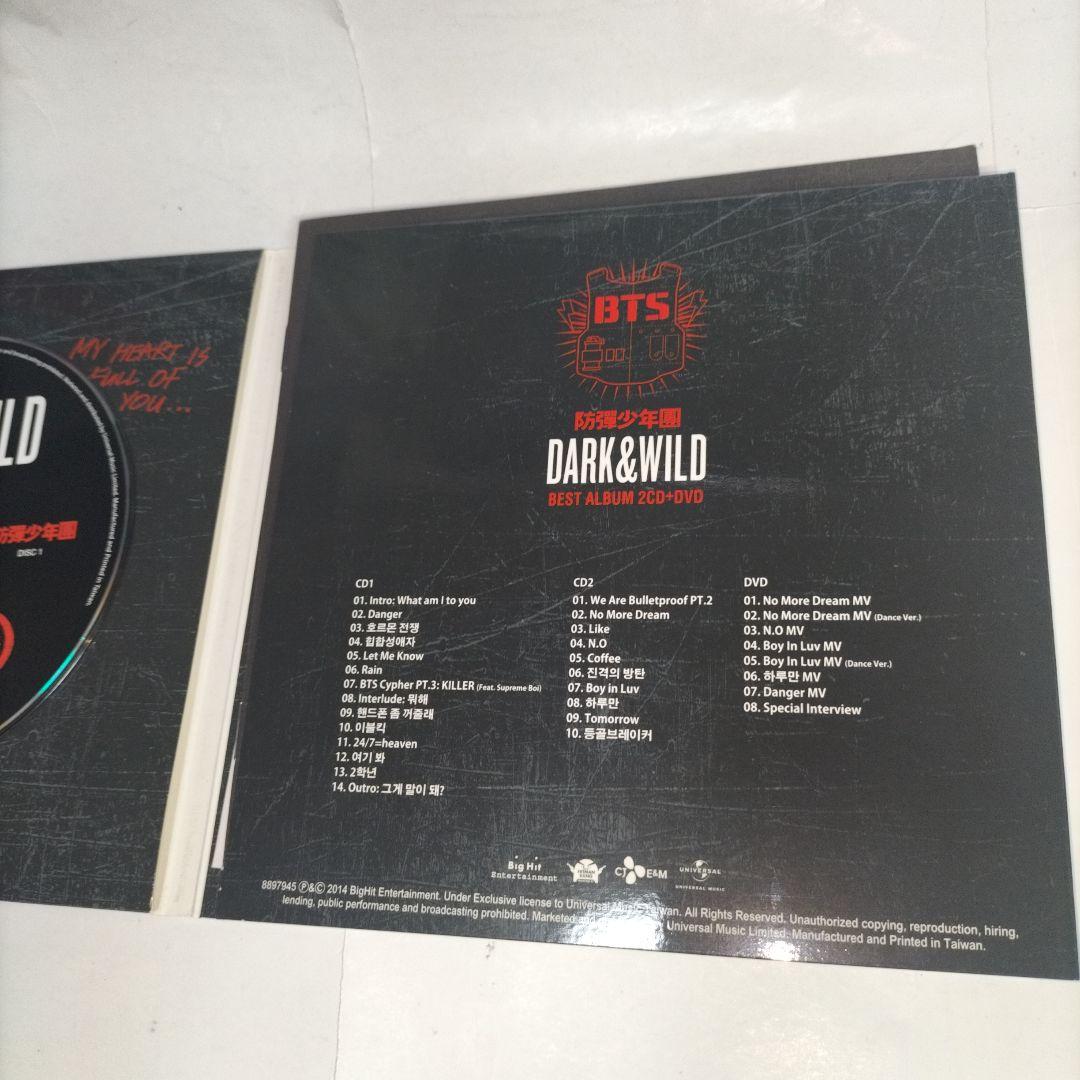 MY HEART IS
FULL OF
YOU...
ILD
防彈少年團
DISC 1
BTS
防彈少年團
DARK&WILD
BEST ALBUM 2CD+DVD
CD1
01. Intro: What am I to you
02. Danger
03. 호르몬 전쟁
04. 힙합성애자
05. Let Me Know
06. Rain
07. BTS Cypher PT.3: KILLER (Feat. Supreme Boi)
08. Interlude; 뭐해
09. 핸드폰 좀 꺼줄래
10. 이불킥
11. 24/7=heaven
12. 여기 봐
13. 2학년
14. Outro: 그게 말이 돼?
CD2
01. We Are Bulletproof PT.2
02. No More Dream
03. Like
04. N.O
05. Coffee
06. 진격의 방탄
07. Boy in Luv
08. 하루만
09. Tomorrow
10. 등골브레이커
DVD
01. No More Dream MV
02. No More Dream MV (Dance Ver.)
03. N.O MV
04. Boy In Luv MV
05. Boy In Luv MV (Dance Ver.)
06. 하루만 MV
07. Danger MV
08. Special Interview
Big Hit
Entertainment
CJ E&M
UNIVERSAL
UNIVERSAL MUSIC
8897945 Ⓟ&© 2014 BigHit Entertainment. Under Exclusive license to Universal Music Taiwan. All Rights Reserved. Unauthorized copying, reproduction, hiring,
lending, public performance and broadcasting prohibited. Marketed and Universal Music Limited. Manufactured and Printed in Taiwan.